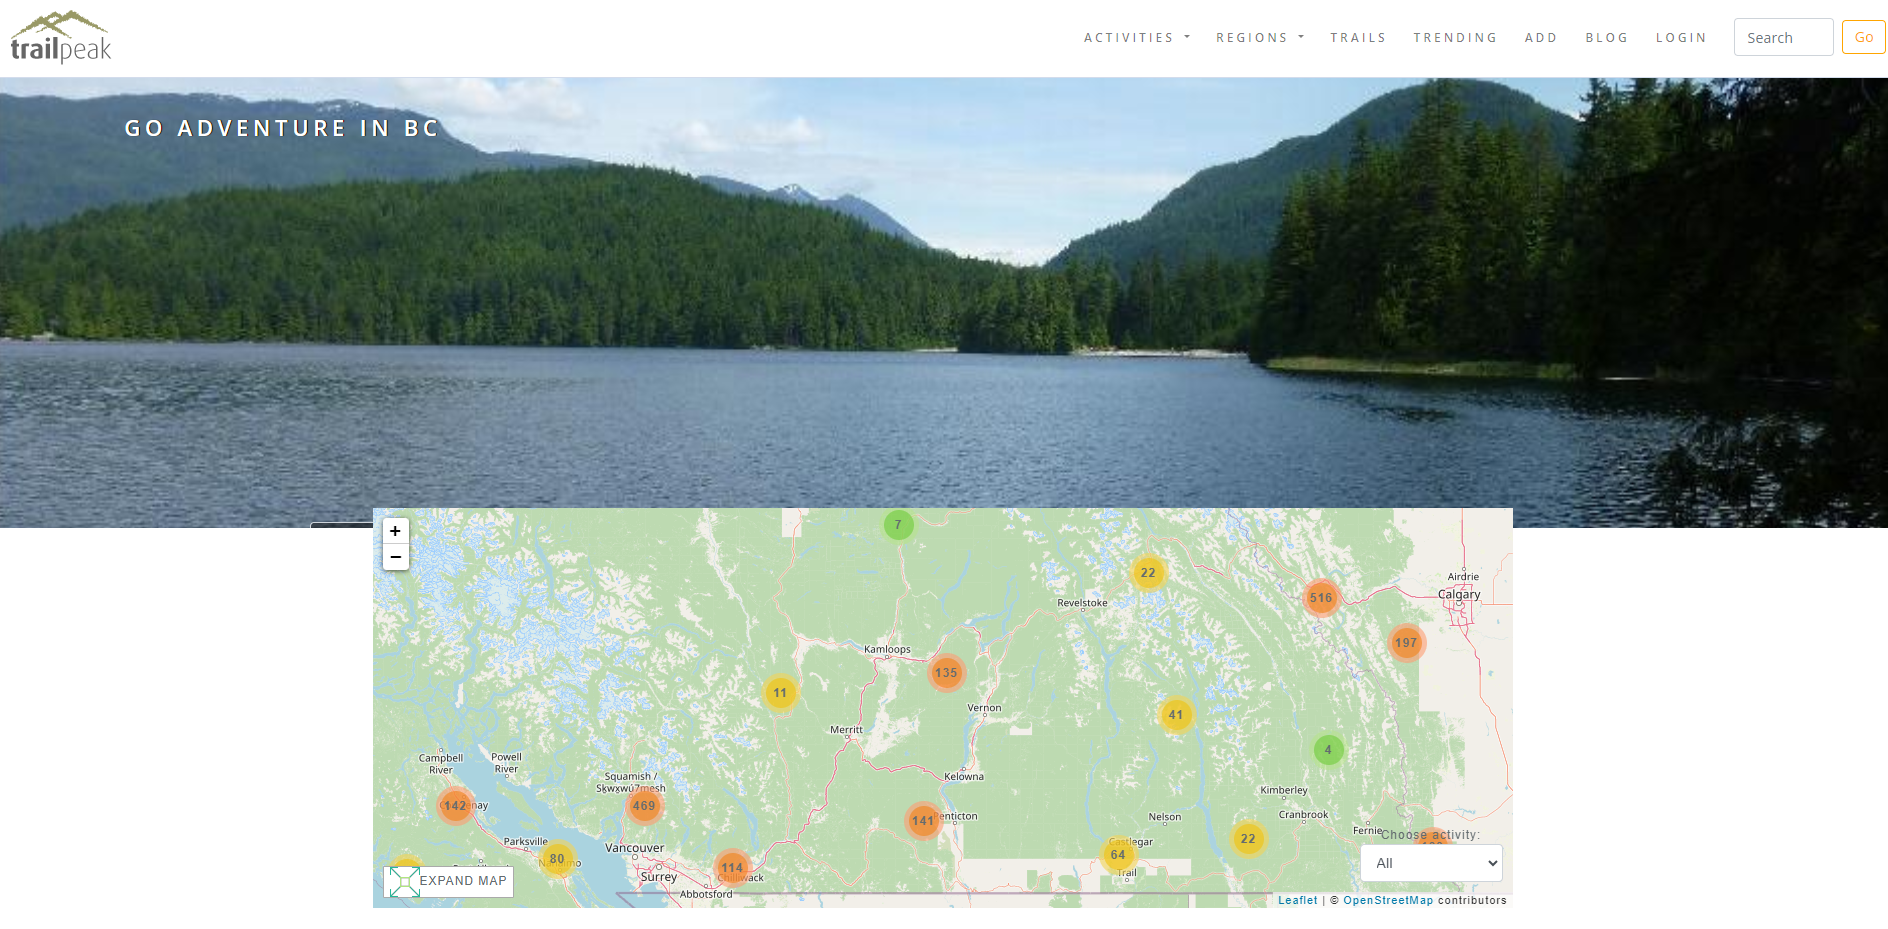 trailpeak
ACTIVITIES
REGIONS
TRAILS
TRENDING
ADD
BLOG
LOGIN
Search
Go
GO ADVENTURE IN BC
+
−
7
22
516
Airdrie
Calgary
Revelstoke
197
Kamloops
135
11
Vernon
41
Merritt
4
Campbell
River
Powell
River
Kelowna
Squamish /
Sḵwx̱wú7mesh
Kimberley
142
469
141
Penticton
Nelson
Cranbrook
Fernie
Choose activity:
All
Parksville
Vancouver
80
Castlegar
64
22
114
Chilliwack
Surrey
Abbotsford
Trail
EXPAND MAP
Leaflet | © OpenStreetMap contributors